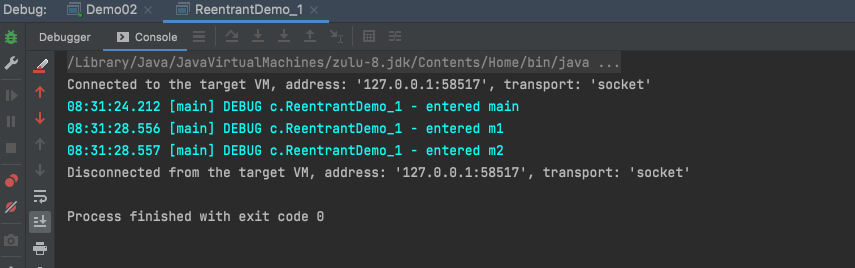 Debug: Demo02 × ReentrantDemo_1 ×
Debugger Console
/Library/Java/JavaVirtualMachines/zulu-8.jdk/Contents/Home/bin/java ...
Connected to the target VM, address: '127.0.0.1:58517', transport: 'socket'
08:31:24.212 [main] DEBUG c.ReentrantDemo_1 - entered main
08:31:28.556 [main] DEBUG c.ReentrantDemo_1 - entered m1
08:31:28.557 [main] DEBUG c.ReentrantDemo_1 - entered m2
Disconnected from the target VM, address: '127.0.0.1:58517', transport: 'socket'
Process finished with exit code 0